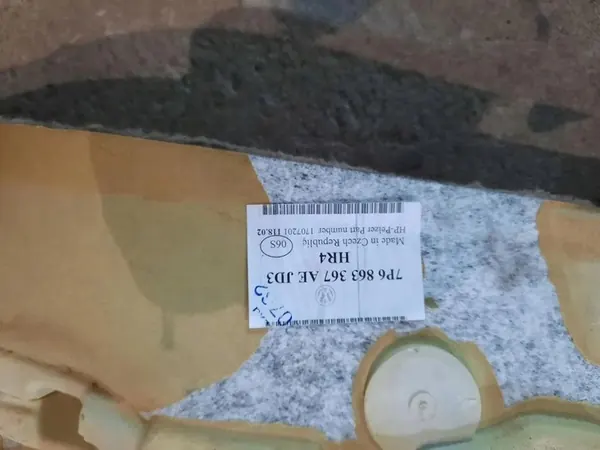 7P6 863 367 AE JD3
HR4
Made in Czech Republic
06S
HP-Pelzer Part number 1707201 118.02